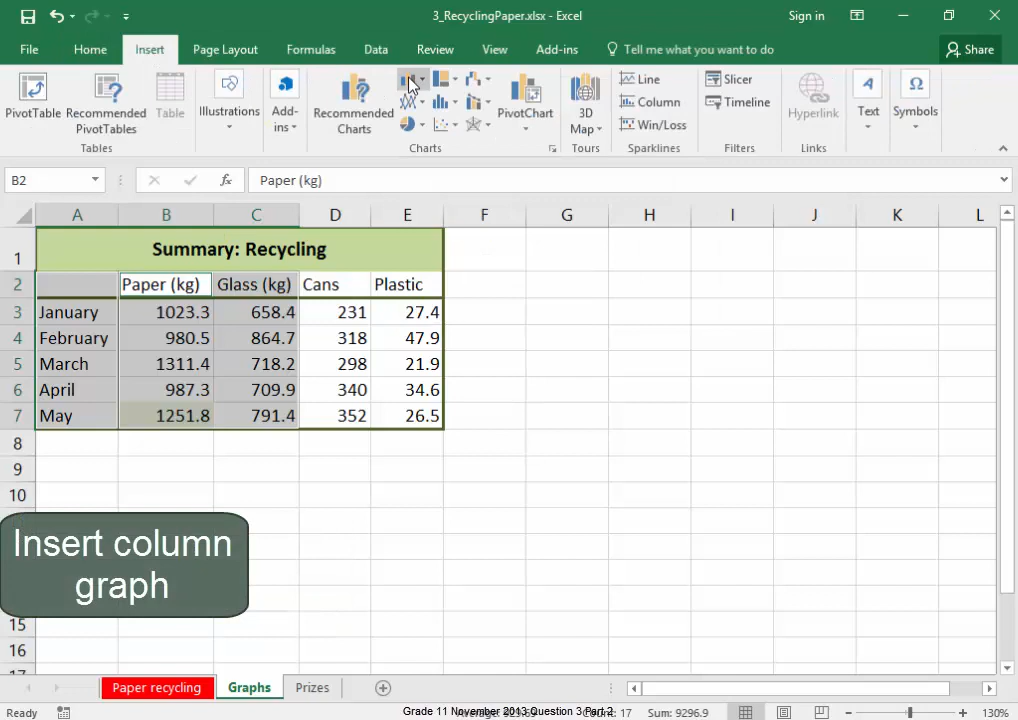 3_RecyclingPaper.xlsx - Excel
Sign in
File Home Insert Page Layout Formulas Data Review View Add-ins Tell me what you want to do Share
PivotTable Recommended PivotTables Table Illustrations Add-ins Recommended Charts PivotChart 3D Map Line Column Win/Loss Slicer Timeline Hyperlink Text Symbols
Tables Charts Tours Sparklines Filters Links
B2 fx Paper (kg)
A B C D E F G H I J K L
1 Summary: Recycling
2 Paper (kg) Glass (kg) Cans Plastic
3 January 1023.3 658.4 231 27.4
4 February 980.5 864.7 318 47.9
5 March 1311.4 718.2 298 21.9
6 April 987.3 709.9 340 34.6
7 May 1251.8 791.4 352 26.5
8
9
10
Insert column
graph
15
16
17
Paper recycling Graphs Prizes
Ready Grade 11 November 2013 Question 3 Part 2 Count: 17 Sum: 9296.9 130%